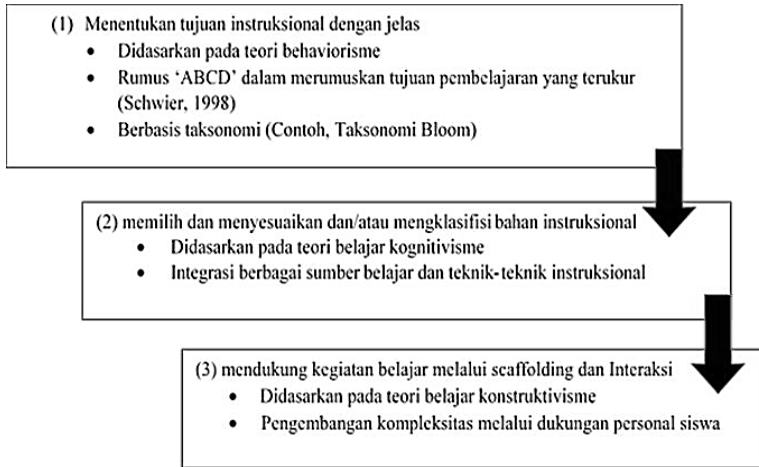 (1) Menentukan tujuan instruksional dengan jelas
• Didasarkan pada teori behaviorisme
• Rumus ‘ABCD’ dalam merumuskan tujuan pembelajaran yang terukur
(Schwier, 1998)
• Berbasis taksonomi (Contoh, Taksonomi Bloom)
(2) memilih dan menyesuaikan dan/atau mengklasifisi bahan instruksional
• Didasarkan pada teori belajar kognitivisme
• Integrasi berbagai sumber belajar dan teknik-teknik instruksional
(3) mendukung kegiatan belajar melalui scaffolding dan Interaksi
• Didasarkan pada teori belajar konstruktivisme
• Pengembangan kompleksitas melalui dukungan personal siswa